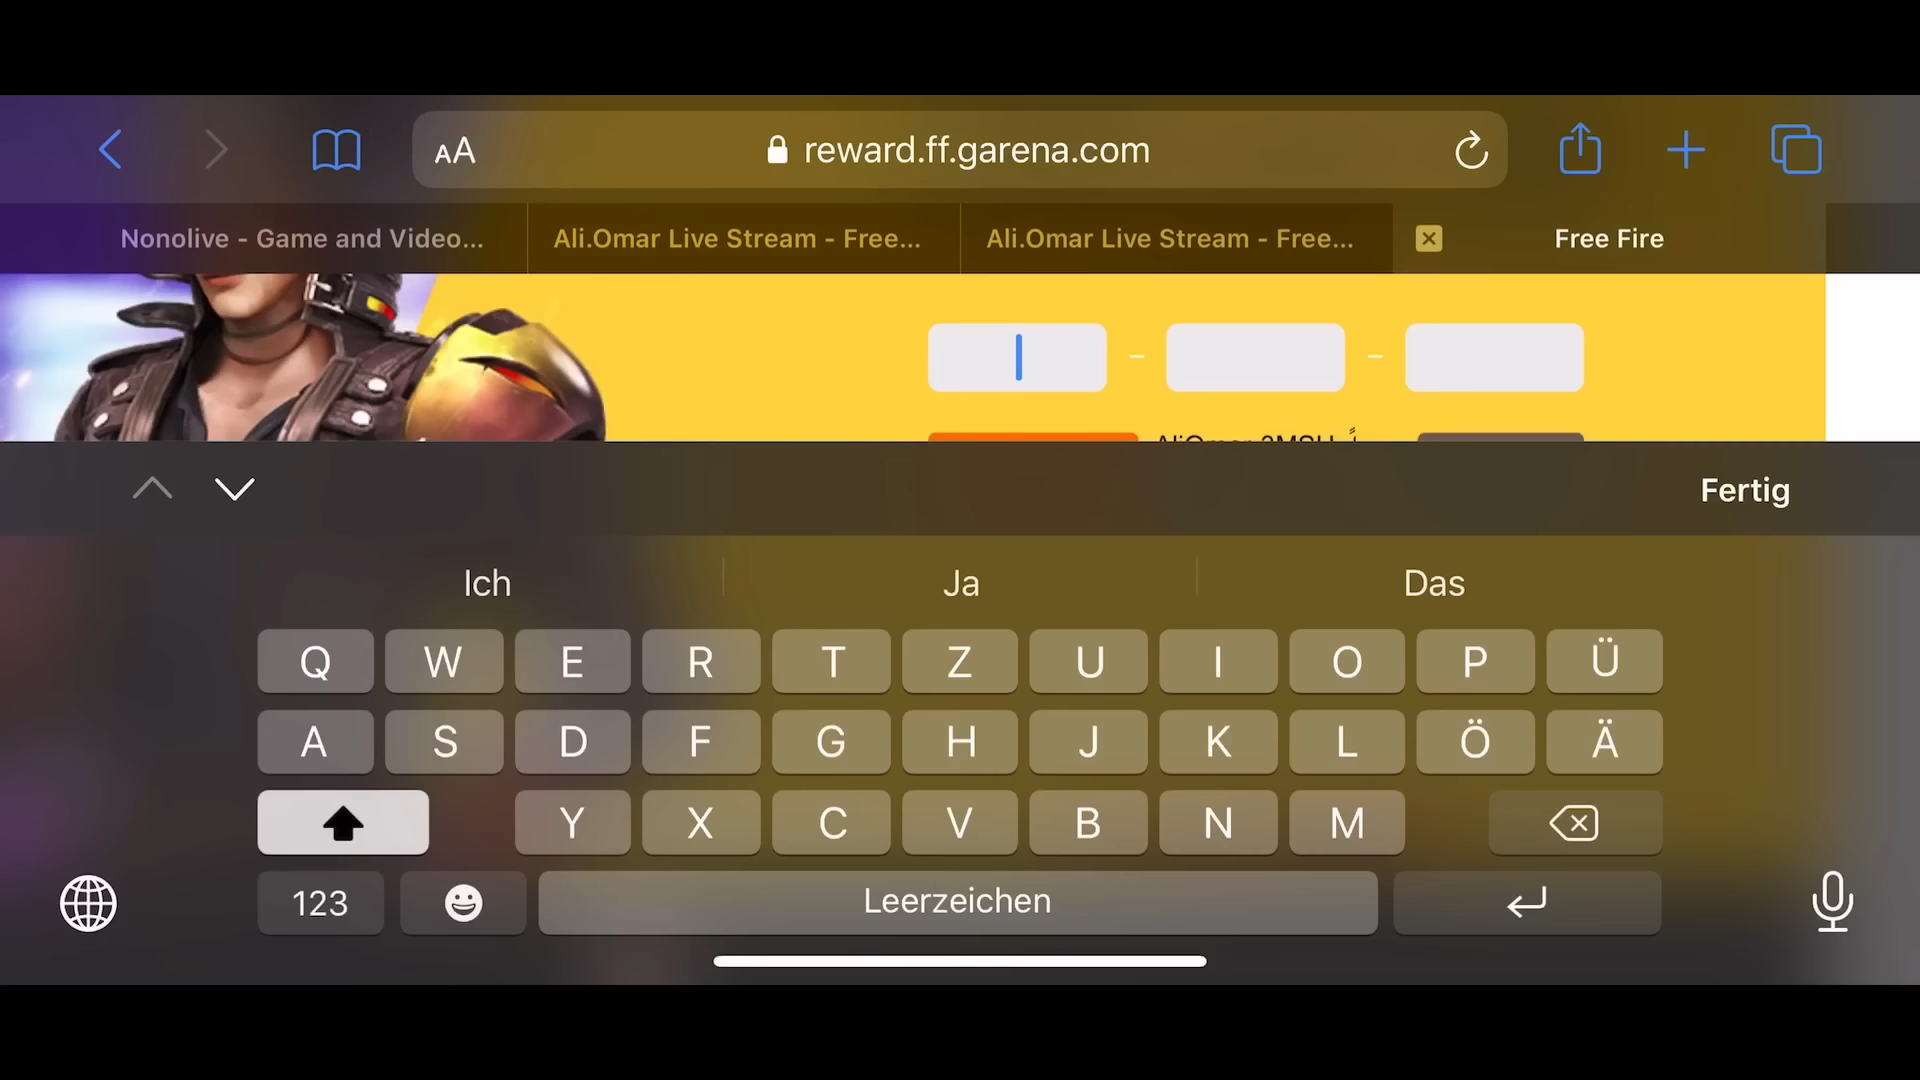 AA reward.ff.garena.com
Nonolive - Game and Video... Ali.Omar Live Stream - Free... Ali.Omar Live Stream - Free... Free Fire
– –
Fertig
Ich Ja Das
Q W E R T Z U I O P Ü
A S D F G H J K L Ö Ä
Y X C V B N M
123 Leerzeichen